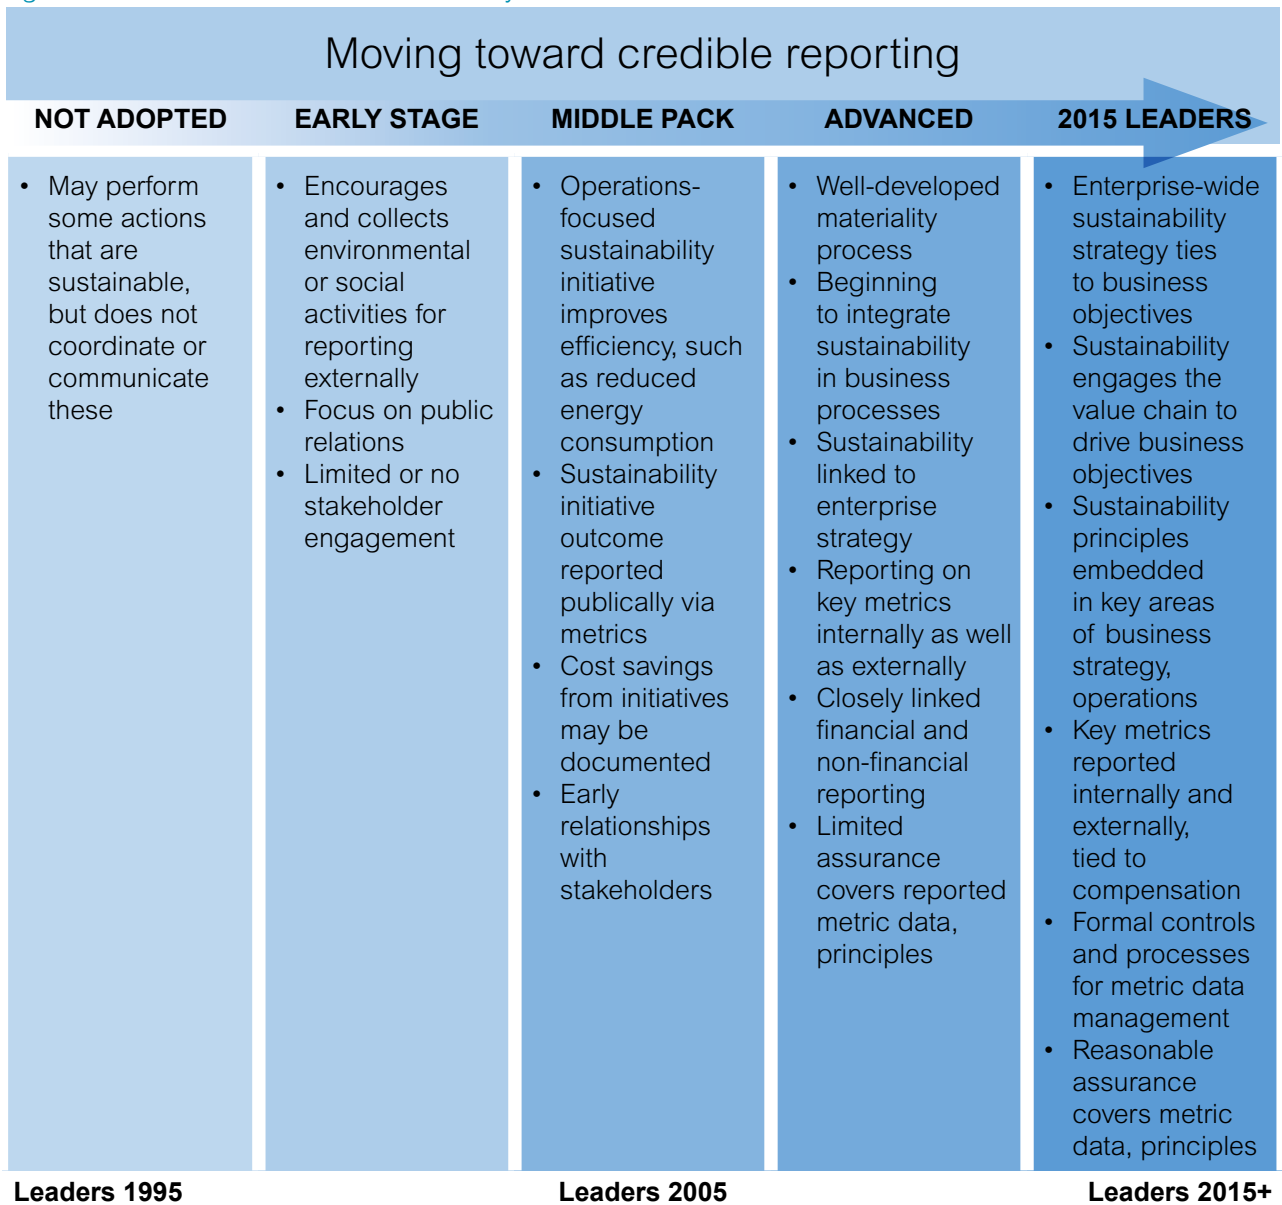 Moving toward credible reporting
NOT ADOPTED
EARLY STAGE
MIDDLE PACK
ADVANCED
2015 LEADERS
• May perform
some actions
that are
sustainable,
but does not
coordinate or
communicate
these
• Encourages
and collects
environmental
or social
activities for
reporting
externally
• Focus on public
relations
• Limited or no
stakeholder
engagement
• Operations-
focused
sustainability
initiative
improves
efficiency, such
as reduced
energy
consumption
• Sustainability
initiative
outcome
reported
publically via
metrics
• Cost savings
from initiatives
may be
documented
• Early
relationships
with
stakeholders
• Well-developed
materiality
process
• Beginning
to integrate
sustainability
in business
processes
• Sustainability
linked to
enterprise
strategy
• Reporting on
key metrics
internally as well
as externally
• Closely linked
financial and
non-financial
reporting
• Limited
assurance
covers reported
metric data,
principles
• Enterprise-wide
sustainability
strategy ties
to business
objectives
• Sustainability
engages the
value chain to
drive business
objectives
• Sustainability
principles
embedded
in key areas
of business
strategy,
operations
• Key metrics
reported
internally and
externally,
tied to
compensation
• Formal controls
and processes
for metric data
management
• Reasonable
assurance
covers metric
data, principles
Leaders 1995
Leaders 2005
Leaders 2015+